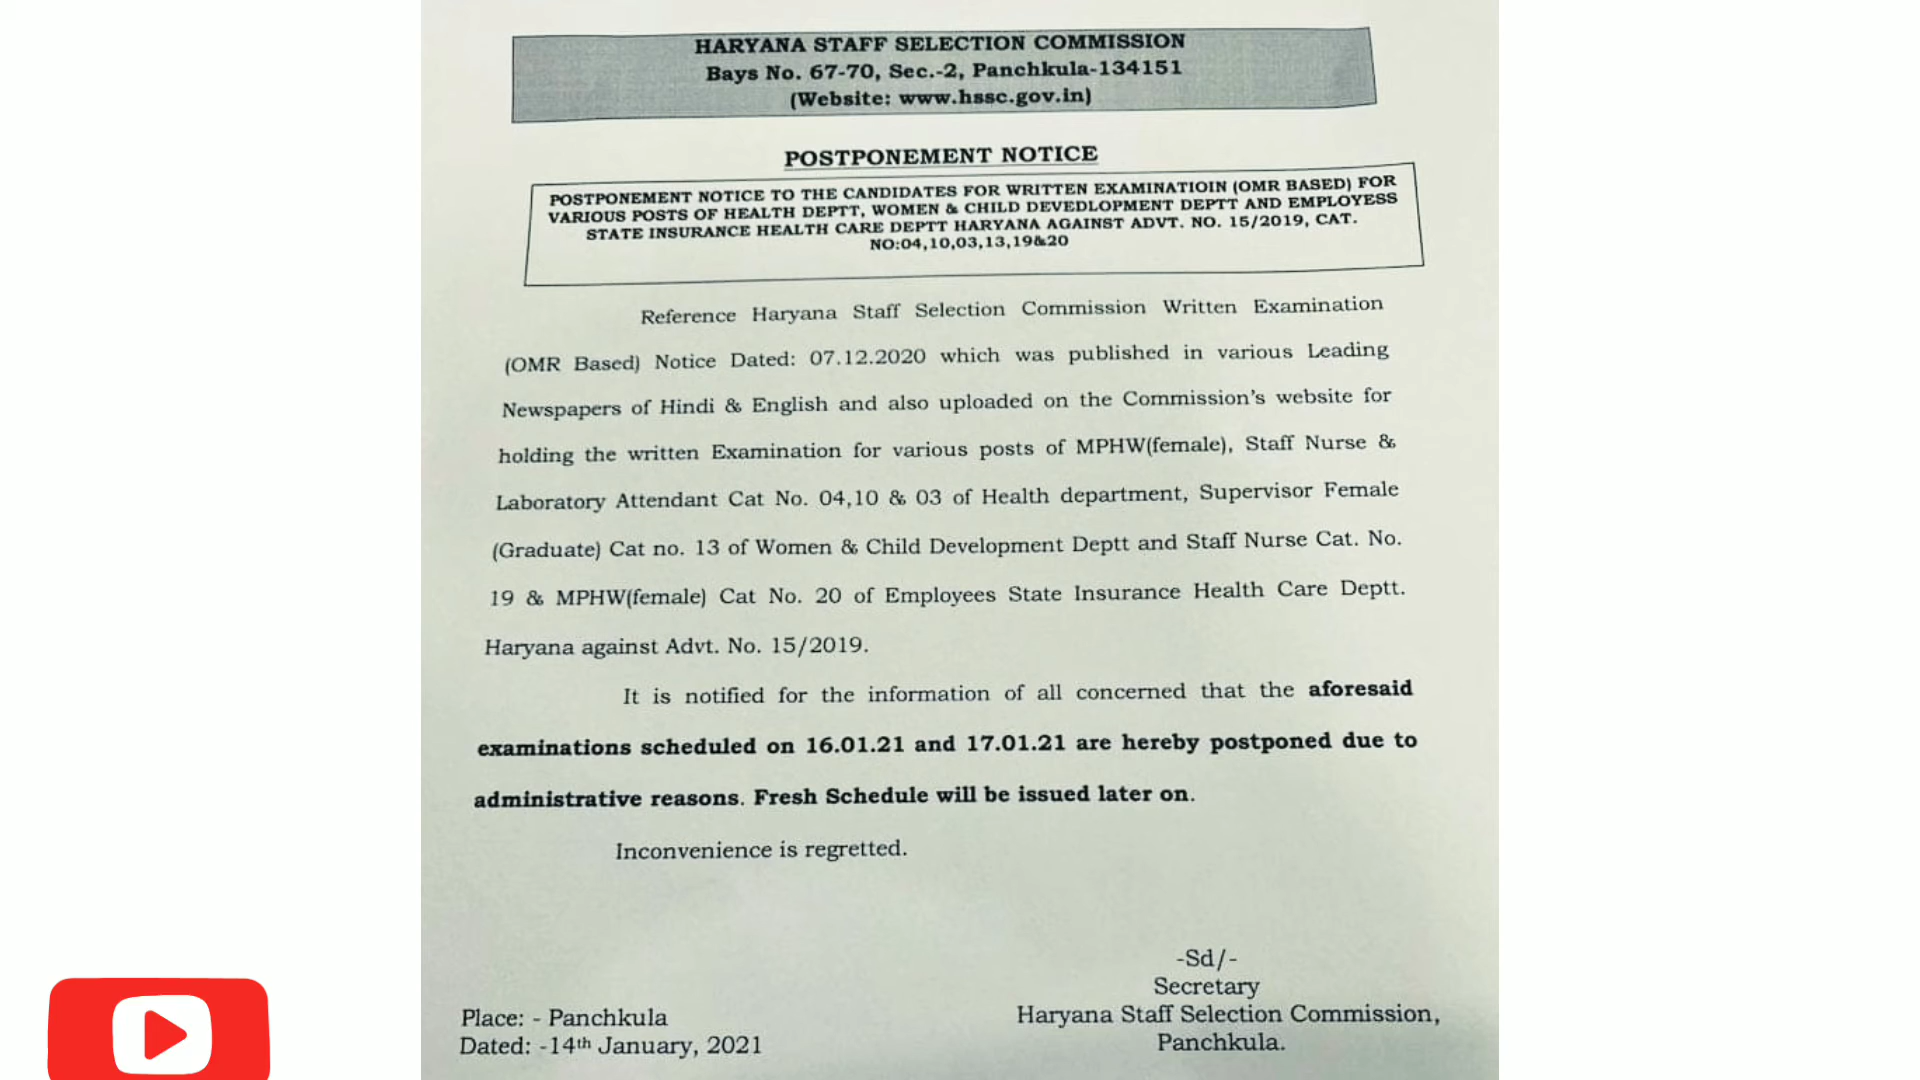 HARYANA STAFF SELECTION COMMISSION
Bays No. 67-70, Sec.-2, Panchkula-134151
(Website: www.hssc.gov.in)
POSTPONEMENT NOTICE
POSTPONEMENT NOTICE TO THE CANDIDATES FOR WRITTEN EXAMINATIOIN (OMR BASED) FOR
VARIOUS POSTS OF HEALTH DEPTT, WOMEN & CHILD DEVEDLOPMENT DEPTT AND EMPLOYESS
STATE INSURANCE HEALTH CARE DEPTT HARYANA AGAINST ADVT. NO. 15/2019, CAT.
NO:04,10,03,13,19&20
Reference Haryana Staff Selection Commission Written Examination
(OMR Based) Notice Dated: 07.12.2020 which was published in various Leading
Newspapers of Hindi & English and also uploaded on the Commission's website for
holding the written Examination for various posts of MPHW(female), Staff Nurse &
Laboratory Attendant Cat No. 04,10 & 03 of Health department, Supervisor Female
(Graduate) Cat no. 13 of Women & Child Development Deptt and Staff Nurse Cat. No.
19 & MPHW(female) Cat No. 20 of Employees State Insurance Health Care Deptt.
Haryana against Advt. No. 15/2019.
It is notified for the information of all concerned that the aforesaid
examinations scheduled on 16.01.21 and 17.01.21 are hereby postponed due to
administrative reasons. Fresh Schedule will be issued later on.
Inconvenience is regretted.
-Sd/-
Secretary
Haryana Staff Selection Commission,
Panchkula.
Place: - Panchkula
Dated: -14th January, 2021